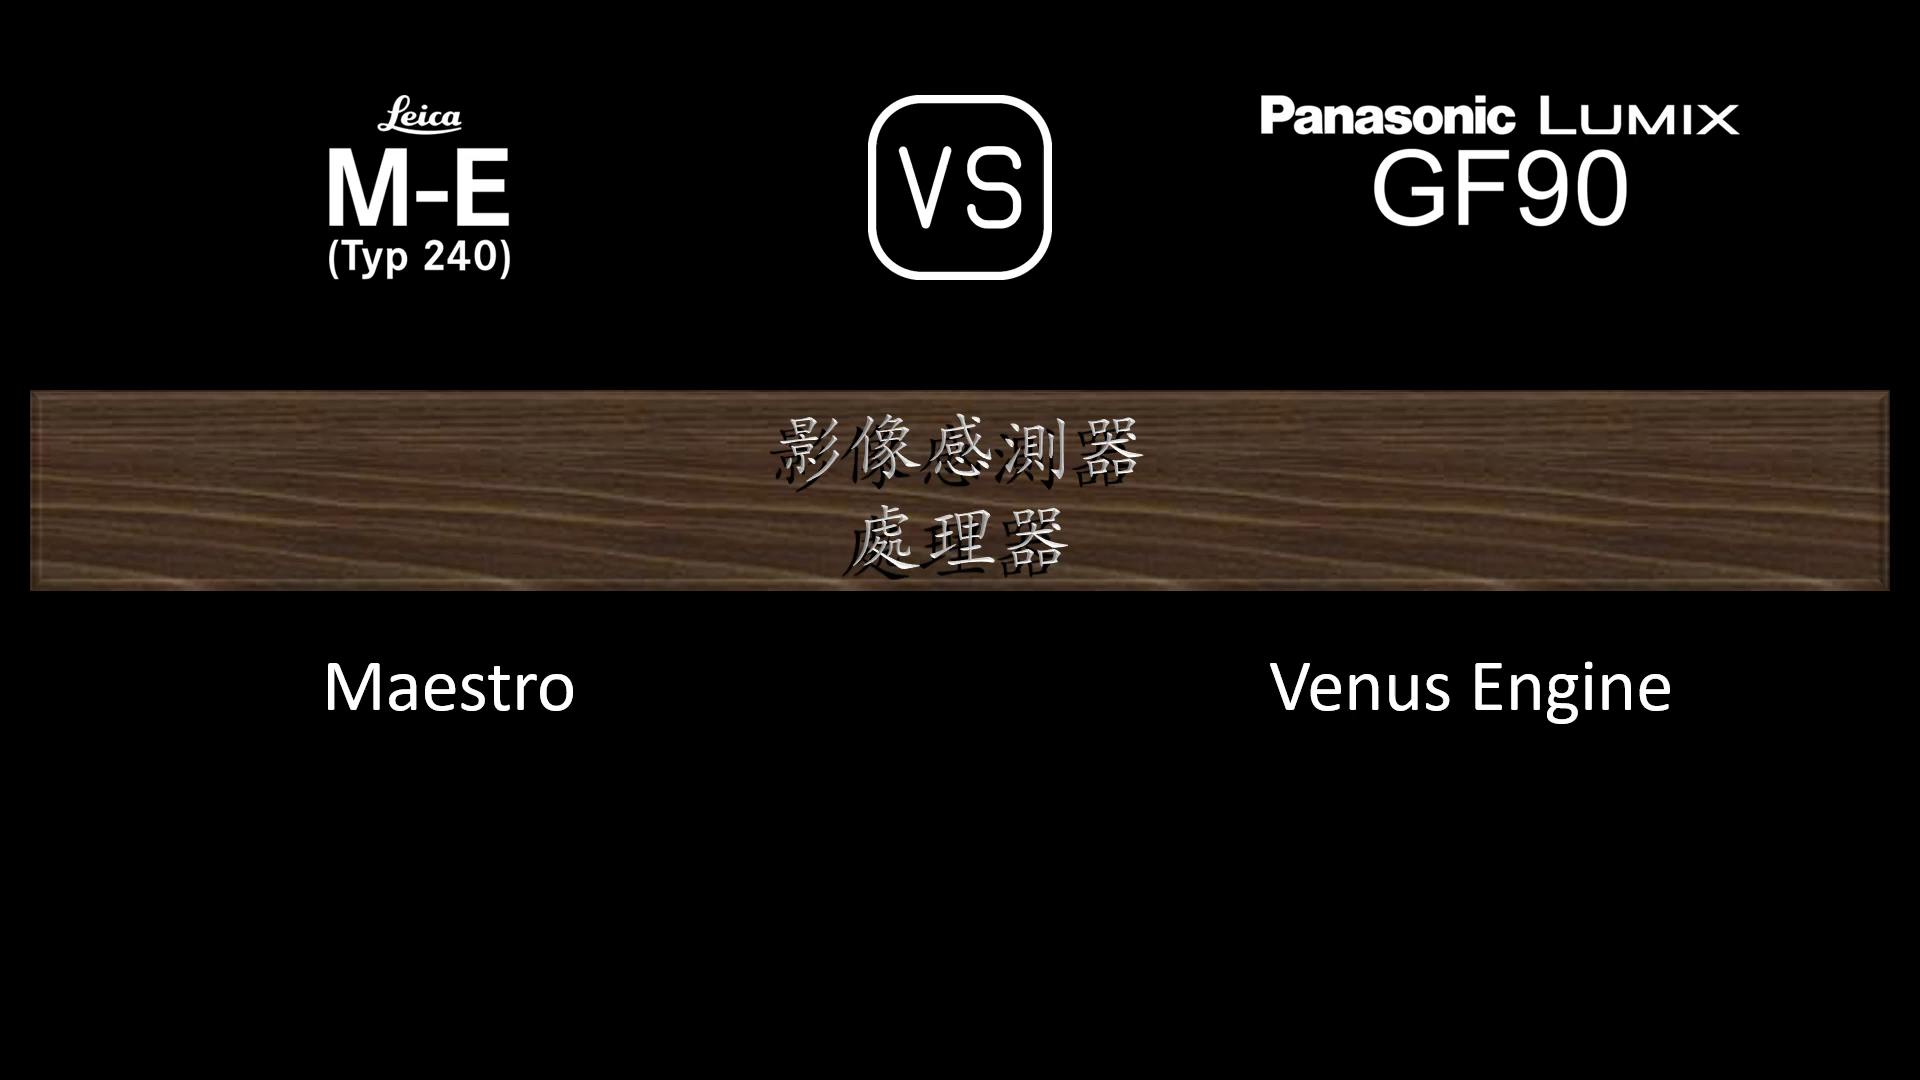 Leica
M-E
(Typ 240)
VS
Panasonic LUMIX
GF90
影像感測器
處理器
Maestro
Venus Engine